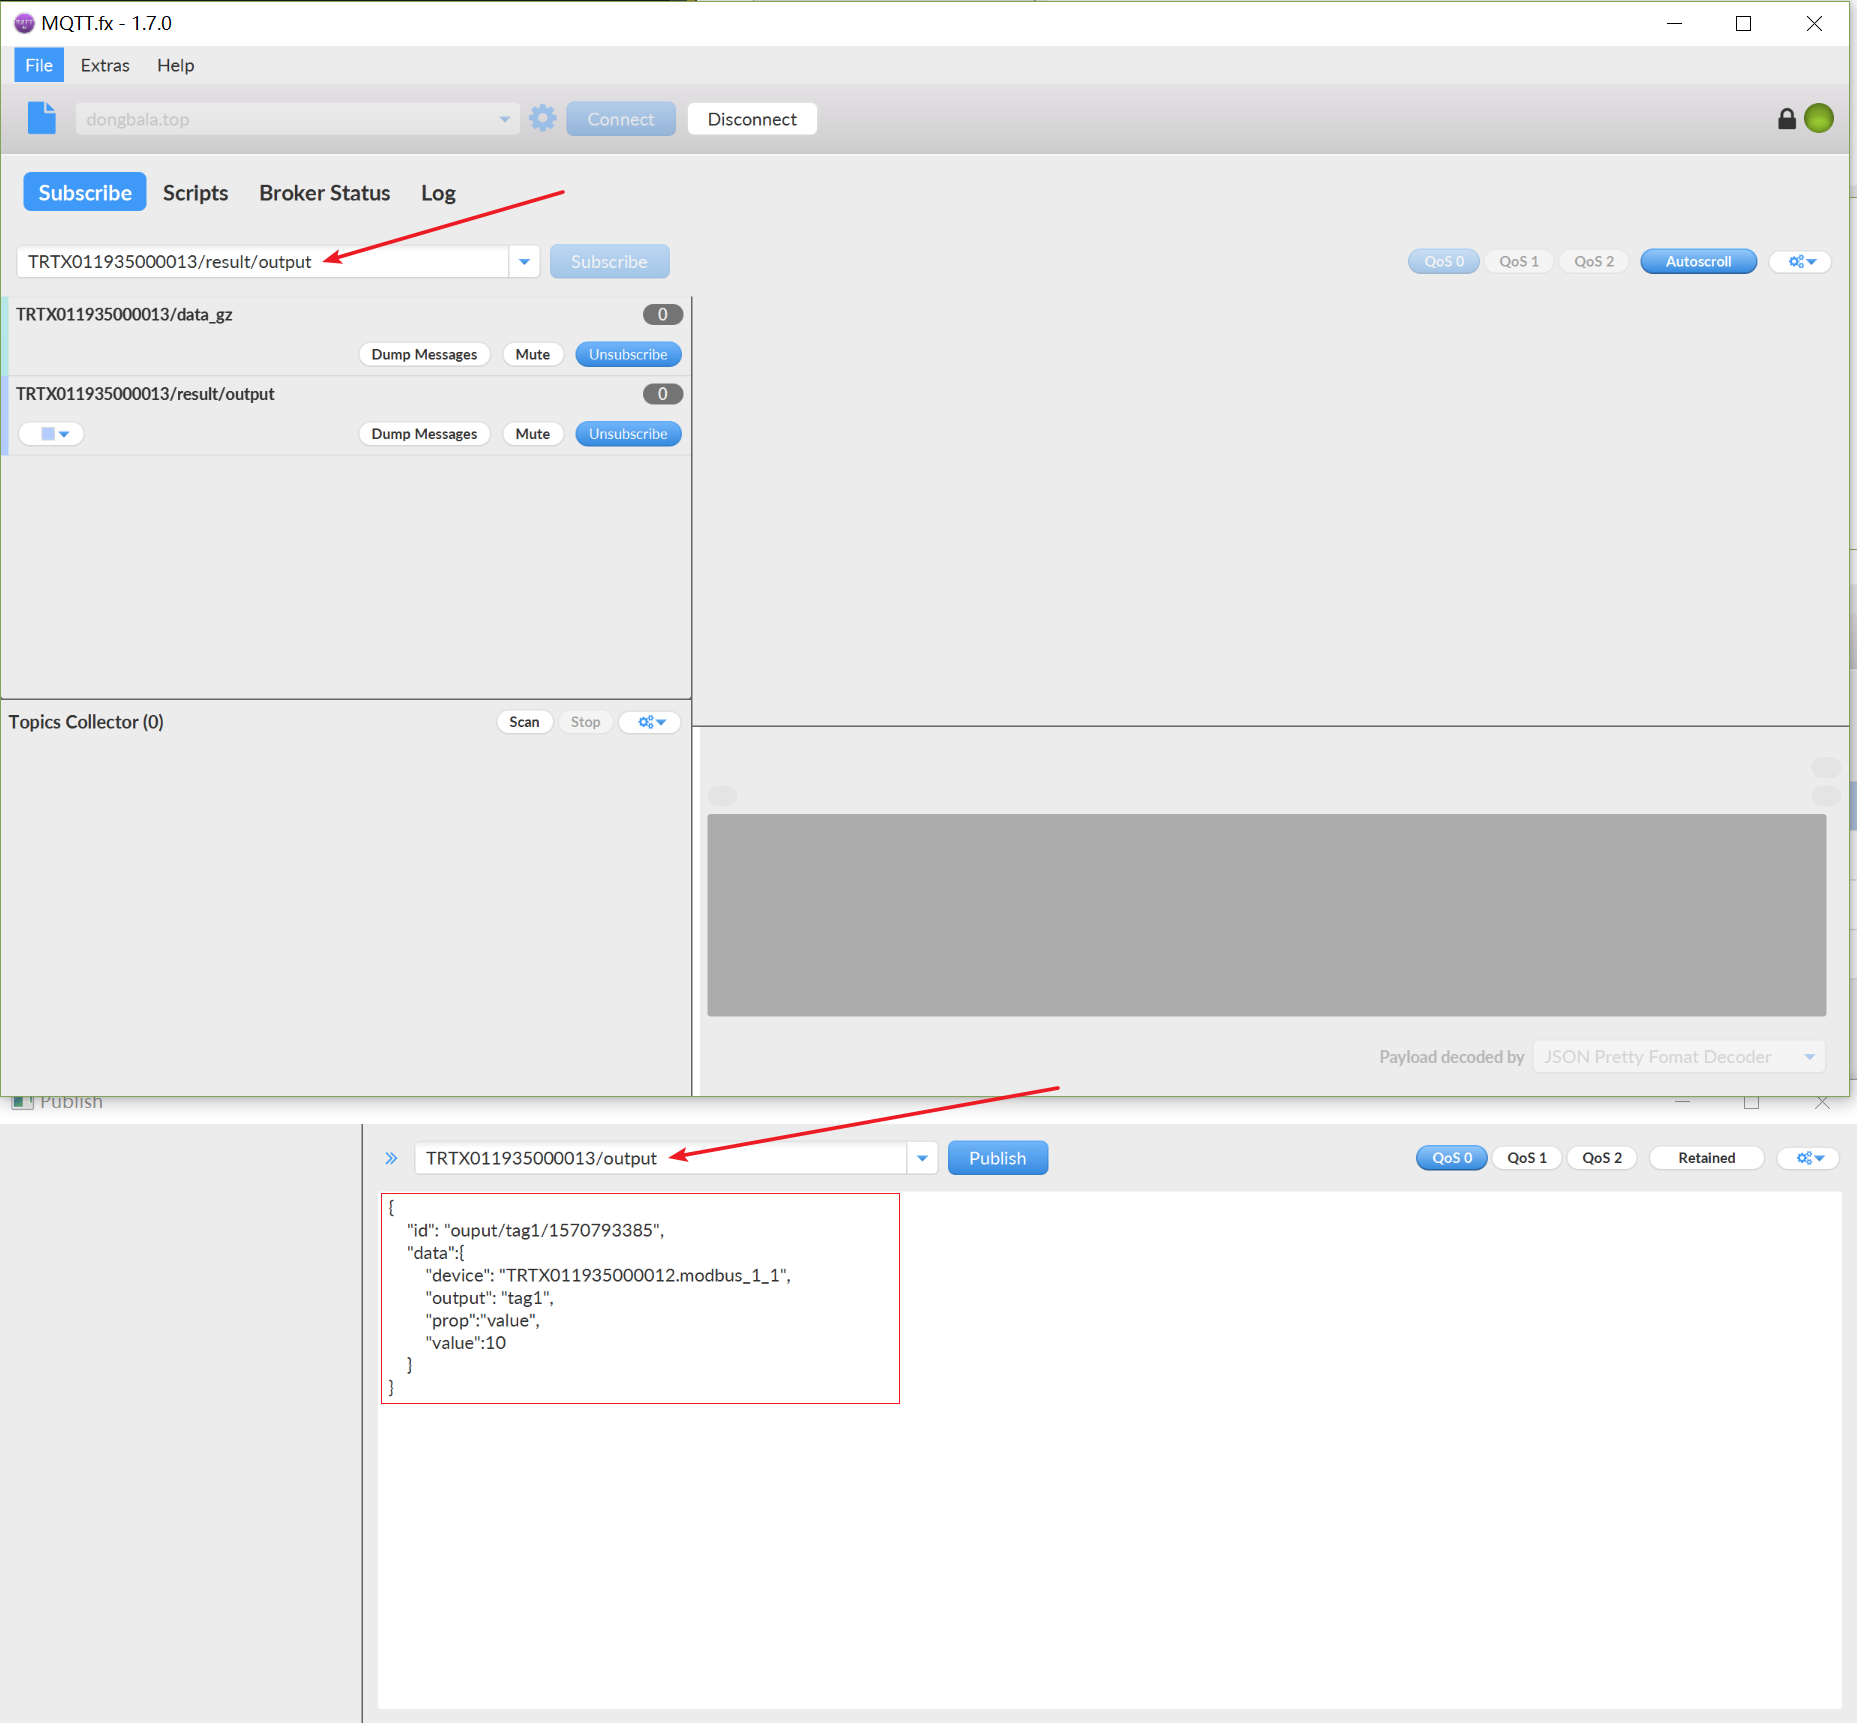 MQTT.fx - 1.7.0
File Extras Help
dongbala.top Connect Disconnect
Subscribe Scripts Broker Status Log
TRTX011935000013/result/output Subscribe QoS 0 QoS 1 QoS 2 Autoscroll
TRTX011935000013/data_gz 0
Dump Messages Mute Unsubscribe
TRTX011935000013/result/output 0
Dump Messages Mute Unsubscribe
Topics Collector (0) Scan Stop
Payload decoded by JSON Pretty Fomat Decoder
Publish
TRTX011935000013/output Publish QoS 0 QoS 1 QoS 2 Retained
{
"id": "ouput/tag1/1570793385",
"data":{
"device": "TRTX011935000012.modbus_1_1",
"output": "tag1",
"prop":"value",
"value":10
}
}